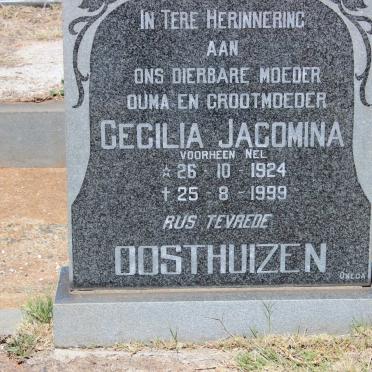 IN TERE HERINNERING
AAN
ONS DIERBARE MOEDER
OUMA EN GROOTMOEDER
CECILIA JACOMINA
VOORHEEN NEL
☆ 26 - 10 - 1924
† 25 - 8 - 1999
RUS TEVREDE
OOSTHUIZEN